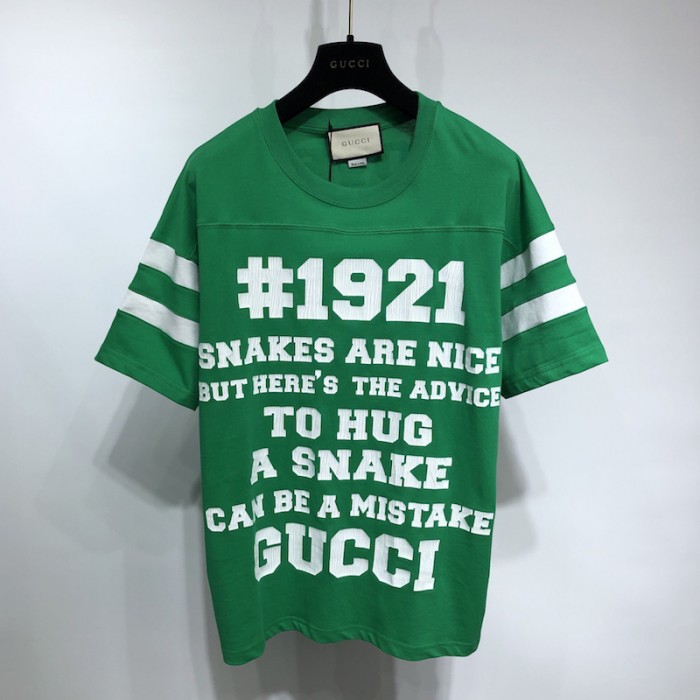 GUCCI
GUCCI
#1921
SNAKES ARE NICE
BUT HERE'S THE ADVICE
TO HUG
A SNAKE
CAN BE A MISTAKE
GUCCI